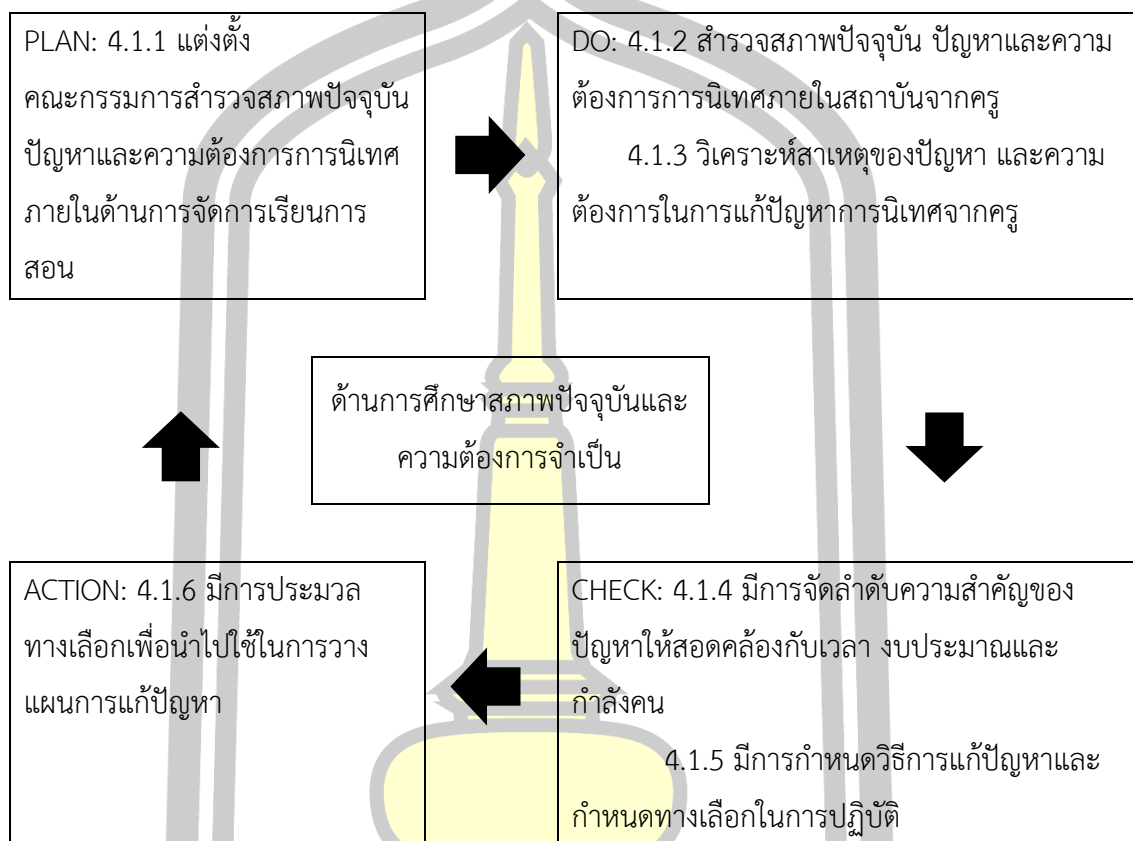 PLAN: 4.1.1 แต่งตั้ง
คณะกรรมการสำรวจสภาพปัจจุบัน
ปัญหาและความต้องการการนิเทศ
ภายในด้านการจัดการเรียนการ
สอน
DO: 4.1.2 สำรวจสภาพปัจจุบัน ปัญหาและความ
ต้องการการนิเทศภายในสถาบันจากครู
4.1.3 วิเคราะห์สาเหตุของปัญหา และความ
ต้องการในการแก้ปัญหาการนิเทศจากครู
ด้านการศึกษาสภาพปัจจุบันและ
ความต้องการจำเป็น
ACTION: 4.1.6 มีการประมวล
ทางเลือกเพื่อนำไปใช้ในการวาง
แผนการแก้ปัญหา
CHECK: 4.1.4 มีการจัดลำดับความสำคัญของ
ปัญหาให้สอดคล้องกับเวลา งบประมาณและ
กำลังคน
4.1.5 มีการกำหนดวิธีการแก้ปัญหาและ
กำหนดทางเลือกในการปฏิบัติ